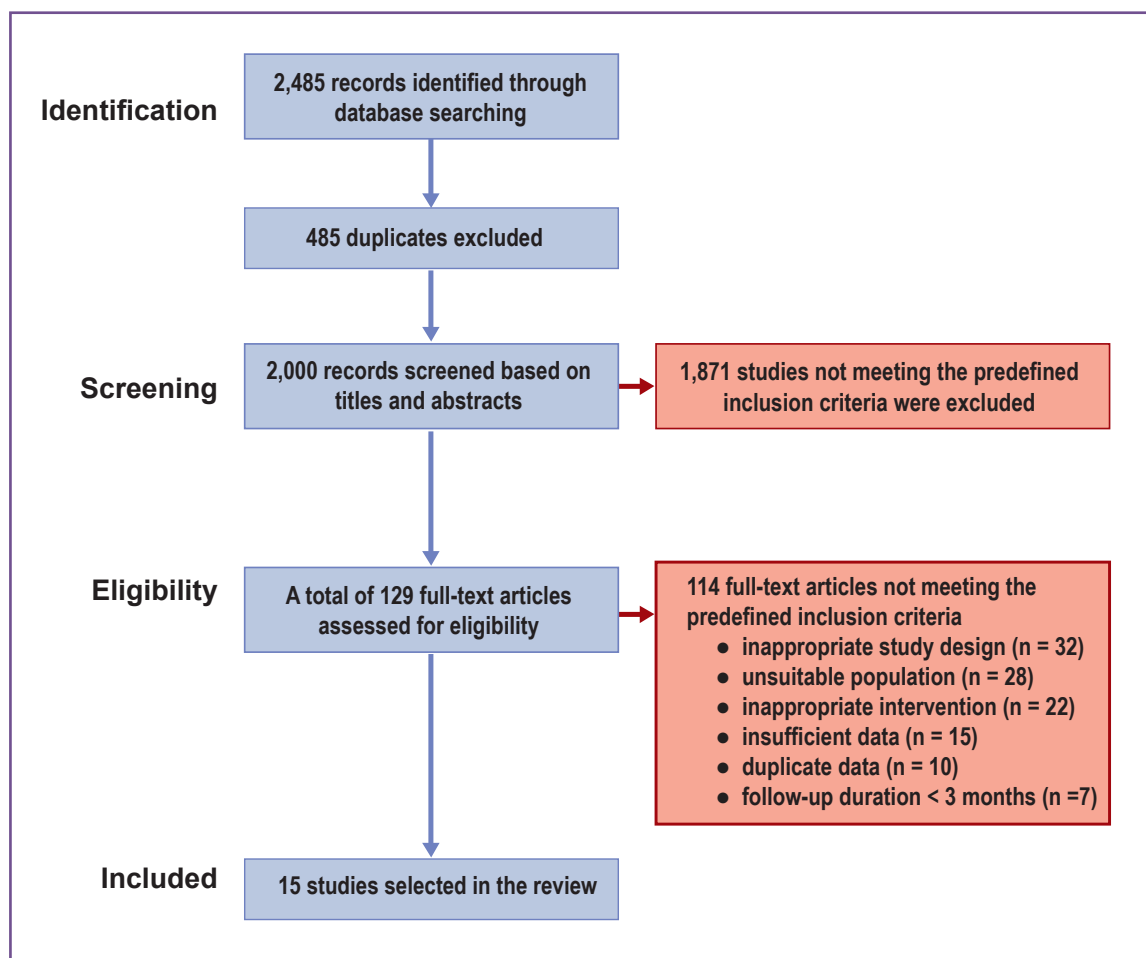 Identification
2,485 records identified through
database searching
485 duplicates excluded
Screening
2,000 records screened based on
titles and abstracts
1,871 studies not meeting the predefined
inclusion criteria were excluded
Eligibility
A total of 129 full-text articles
assessed for eligibility
114 full-text articles not meeting the
predefined inclusion criteria
● inappropriate study design (n = 32)
● unsuitable population (n = 28)
● inappropriate intervention (n = 22)
● insufficient data (n = 15)
● duplicate data (n = 10)
● follow-up duration < 3 months (n =7)
Included
15 studies selected in the review